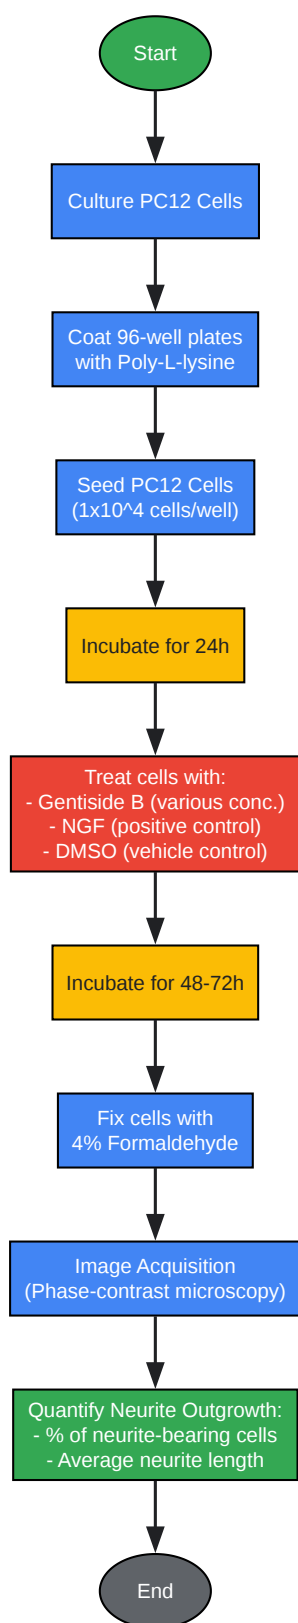 Start
Culture PC12 Cells
Coat 96-well plates
with Poly-L-lysine
Seed PC12 Cells
(1x10^4 cells/well)
Incubate for 24h
Treat cells with:
- Gentiside B (various conc.)
- NGF (positive control)
- DMSO (vehicle control)
Incubate for 48-72h
Fix cells with
4% Formaldehyde
Image Acquisition
(Phase-contrast microscopy)
Quantify Neurite Outgrowth:
- % of neurite-bearing cells
- Average neurite length
End